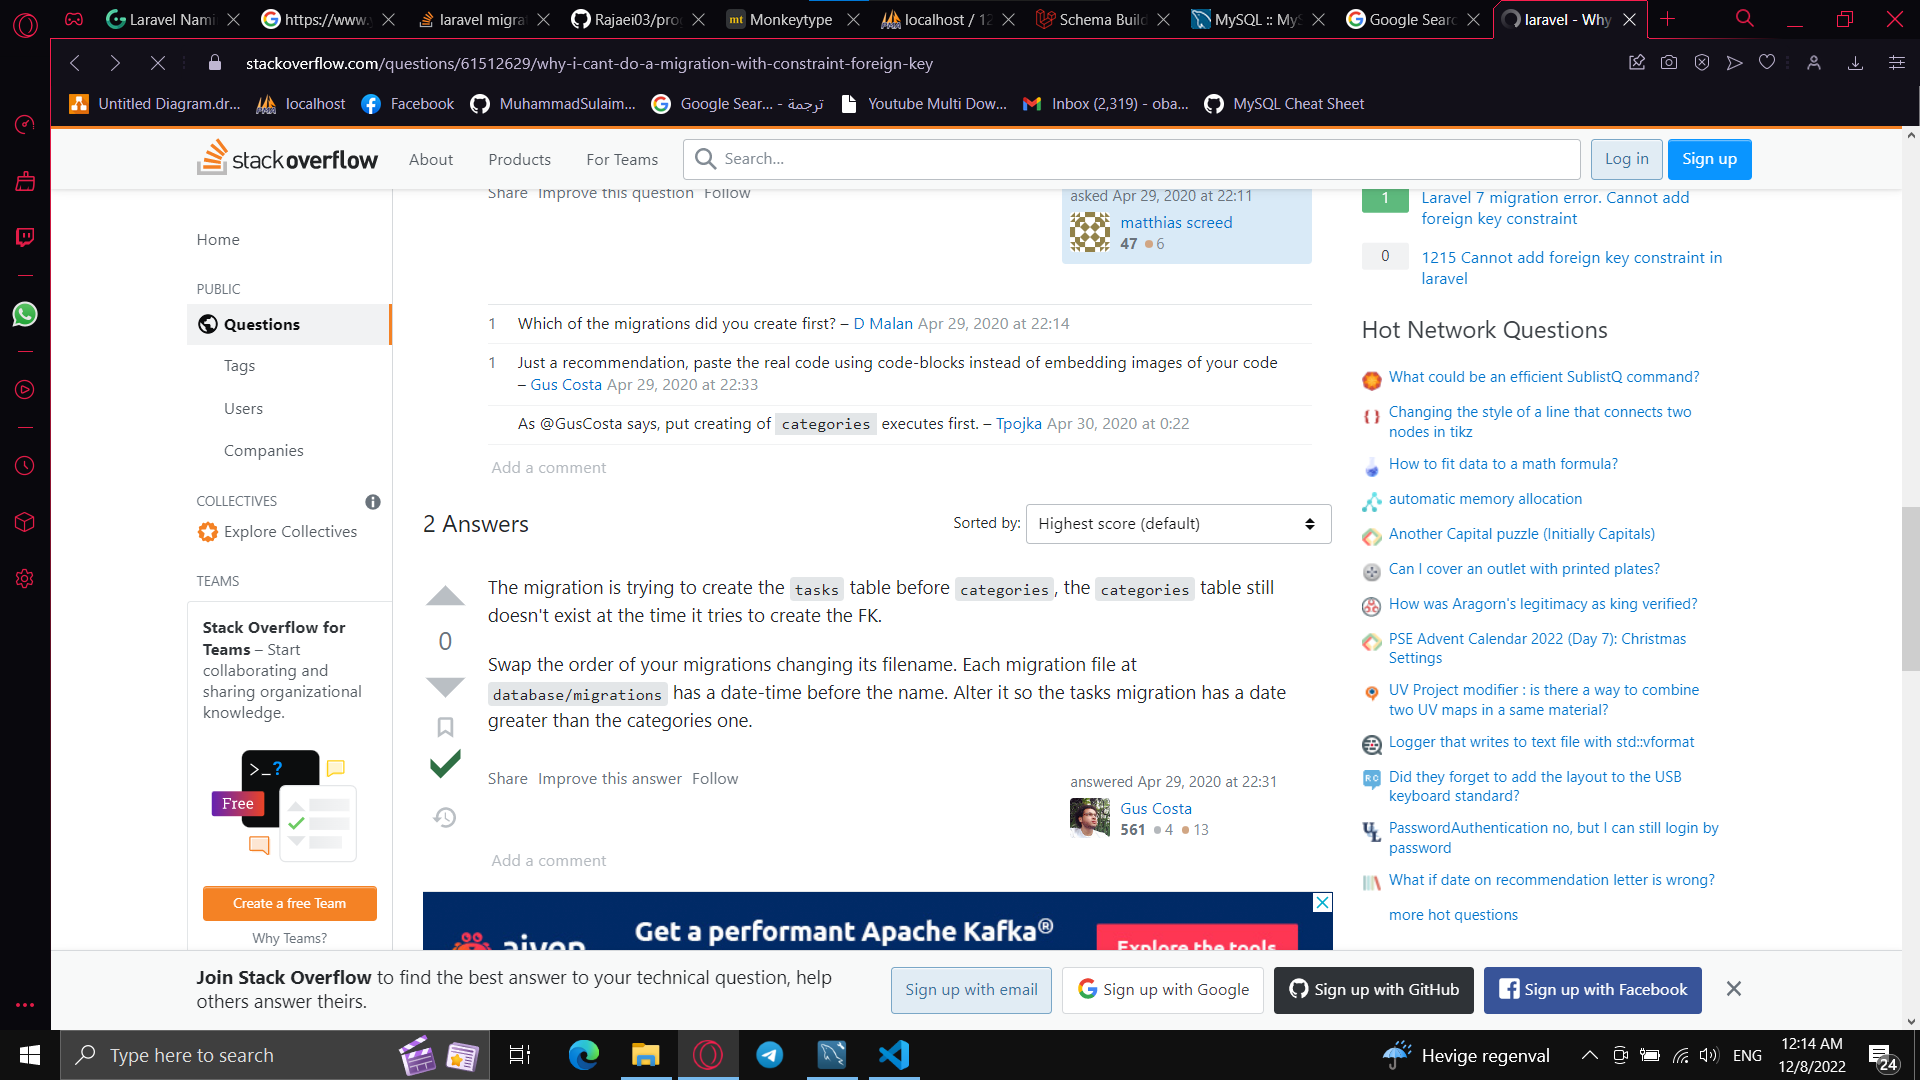 Laravel Nami
https://www.
laravel migra
Rajaei03/pro
Monkeytype
localhost / 12
Schema Build
MySQL :: My
Google Searc
laravel - Why
stackoverflow.com/questions/61512629/why-i-cant-do-a-migration-with-constraint-foreign-key
Untitled Diagram.dr...
localhost
Facebook
MuhammadSulaim...
Google Sear... - ترجمة
Youtube Multi Dow...
Inbox (2,319) - oba...
MySQL Cheat Sheet
stackoverflow
About
Products
For Teams
Search...
Log in
Sign up
Home
PUBLIC
Questions
Tags
Users
Companies
COLLECTIVES
Explore Collectives
TEAMS
Stack Overflow for
Teams – Start
collaborating and
sharing organizational
knowledge.
>_?
Free
Create a free Team
Why Teams?
Share Improve this question Follow
asked Apr 29, 2020 at 22:11
matthias screed
47 6
1 Which of the migrations did you create first? – D Malan Apr 29, 2020 at 22:14
1 Just a recommendation, paste the real code using code-blocks instead of embedding images of your code
– Gus Costa Apr 29, 2020 at 22:33
As @GusCosta says, put creating of categories executes first. – Tpojka Apr 30, 2020 at 0:22
Add a comment
2 Answers
Sorted by: Highest score (default)
The migration is trying to create the tasks table before categories, the categories table still
doesn't exist at the time it tries to create the FK.
0
Swap the order of your migrations changing its filename. Each migration file at
database/migrations has a date-time before the name. Alter it so the tasks migration has a date
greater than the categories one.
Share Improve this answer Follow
answered Apr 29, 2020 at 22:31
Gus Costa
561 4 13
Add a comment
aiven
Get a performant Apache Kafka®
Explore the tools
1 Laravel 7 migration error. Cannot add
foreign key constraint
0 1215 Cannot add foreign key constraint in
laravel
Hot Network Questions
What could be an efficient SublistQ command?
Changing the style of a line that connects two
nodes in tikz
How to fit data to a math formula?
automatic memory allocation
Another Capital puzzle (Initially Capitals)
Can I cover an outlet with printed plates?
How was Aragorn's legitimacy as king verified?
PSE Advent Calendar 2022 (Day 7): Christmas
Settings
UV Project modifier : is there a way to combine
two UV maps in a same material?
Logger that writes to text file with std::vformat
Did they forget to add the layout to the USB
keyboard standard?
PasswordAuthentication no, but I can still login by
password
What if date on recommendation letter is wrong?
more hot questions
Join Stack Overflow to find the best answer to your technical question, help
others answer theirs.
Sign up with email
Sign up with Google
Sign up with GitHub
Sign up with Facebook
Type here to search
Hevige regenval
ENG
12:14 AM
12/8/2022
24